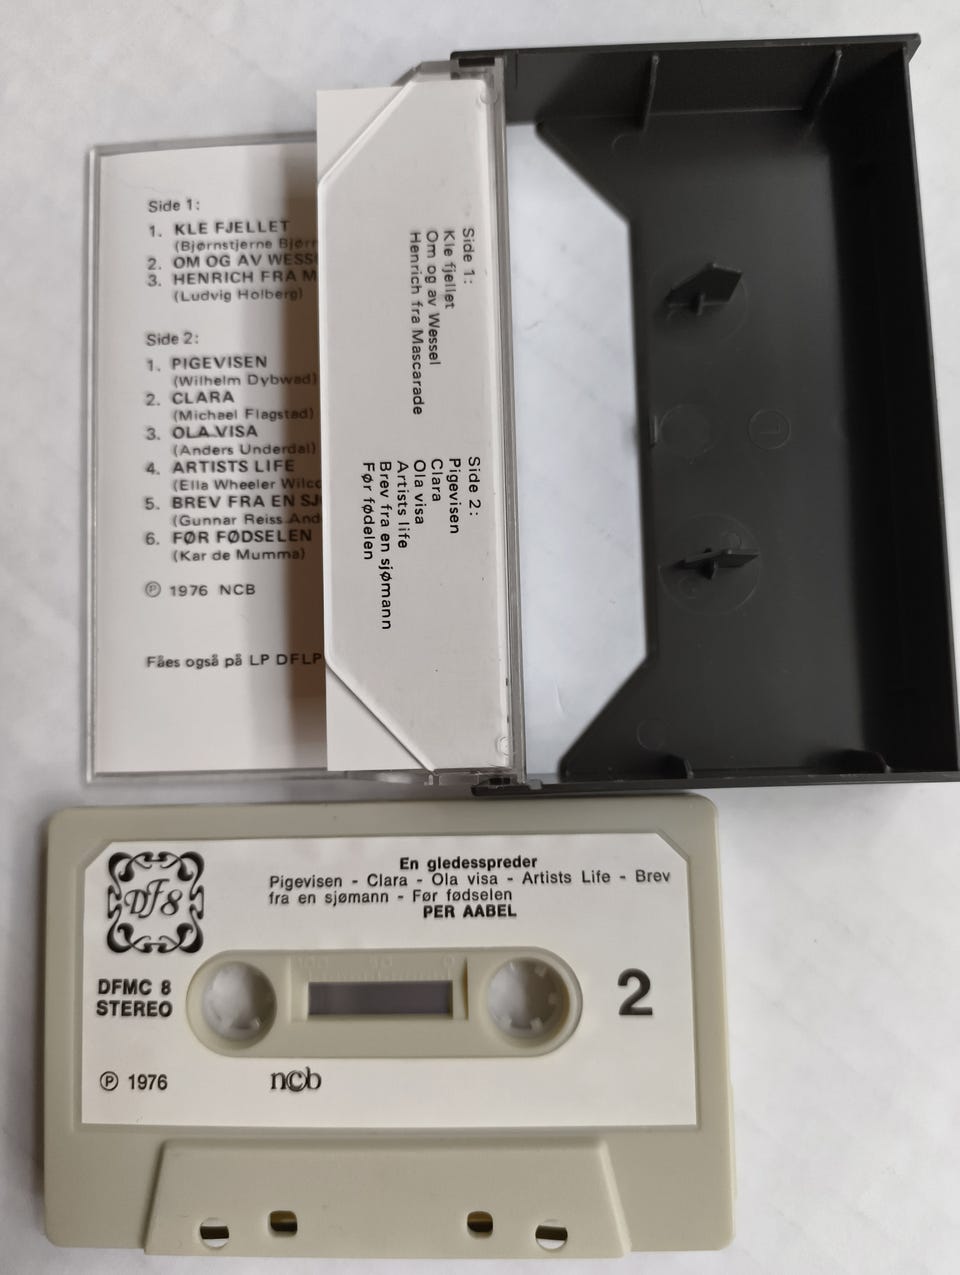 Side 1:
1. KLE FJELLET
(Bjørnstjerne
2. OM OG AV
3. HENRICH FRA
(Ludvig Holberg)
Side 2:
1. PIGEVISEN
(Wilhelm Dybwad)
2. CLARA
(Michael Flagstad)
3. OLA VISA
(Anders Underdal)
4. ARTISTS LIFE
(Ella Wheeler
5. BREV FRA EN
(Gunnar Reiss
6. FØR FØDSELEN
(Kar de Mumma)
Ⓟ 1976 NCB
Fåes også på LP DFLP
Side 1:
Kle fjellet
Om og av Wessel
Henrich fra Mascarade
Side 2:
Pigevisen
Clara
Ola visa
Artists life
Brev fra en sjømann
Før fødelen
DF8
En gledesspreder
Pigevisen - Clara - Ola visa - Artists Life - Brev
fra en sjømann - Før fødselen
PER AABEL
DFMC 8
STEREO
2
Ⓟ 1976
ncb